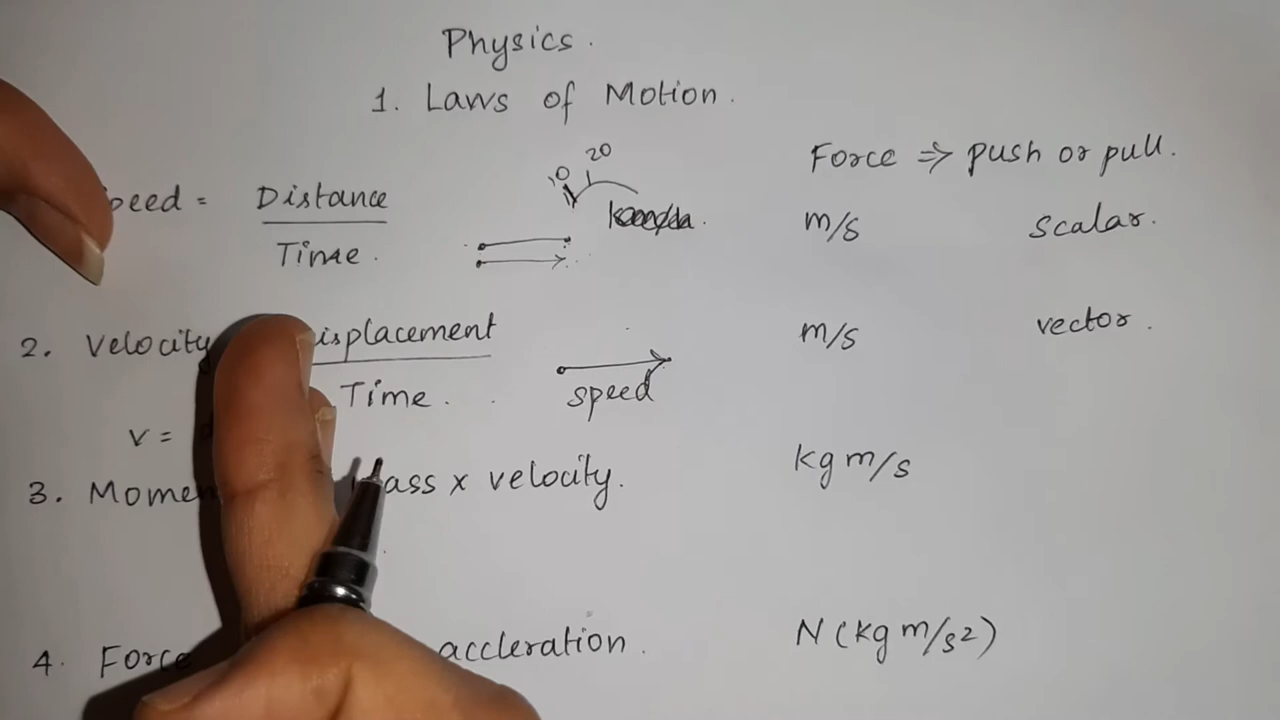 Physics.
1. Laws of Motion.
Force ⇒ push or pull.
10 20
peed = Distance / Time. m/s scalar.
2. Velocity isplacement / Time. speed m/s vector.
v =
3. Momen ass x velocity. kg m/s
4. Force accleration. N (kg m/s2)